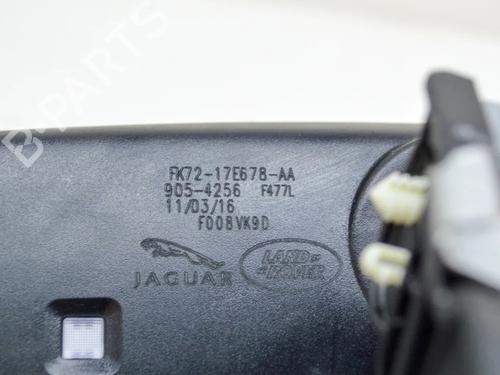 B-PARTS
FK72-17E678-AA
905-4256 F477L
11/03/16
F008VK9D
JAGUAR
LAND ROVER